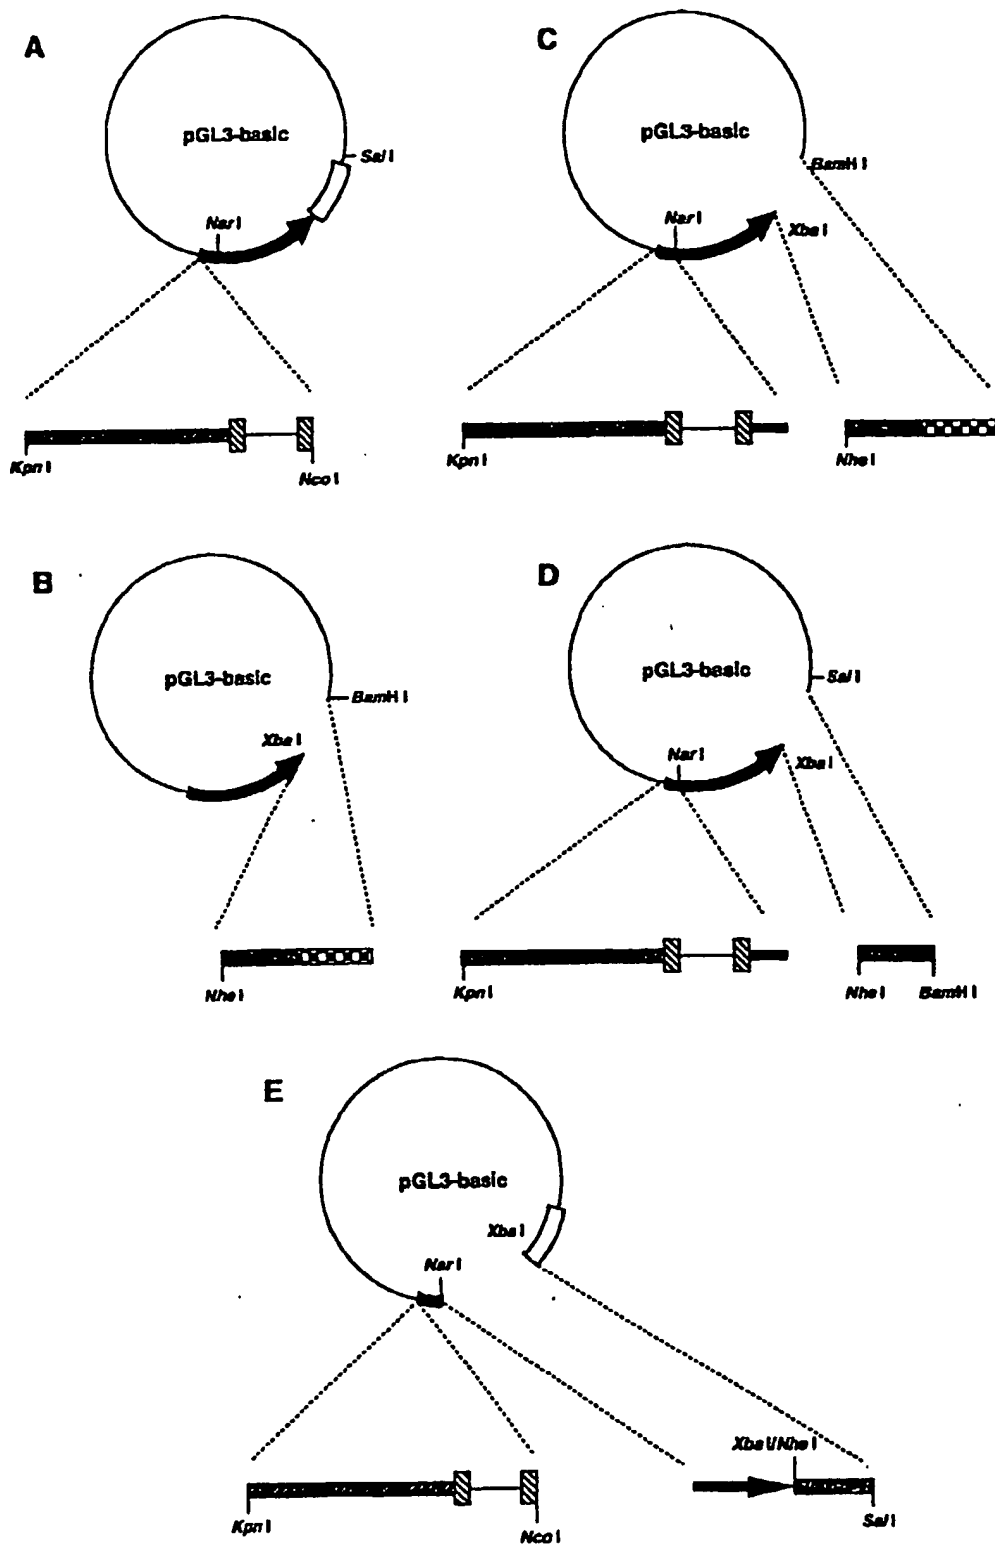 A
pGL3-basic
Sal I
Nar I
Kpn I
Nco I
C
pGL3-basic
BamH I
Nar I
Xba I
Kpn I
Nhe I
B
pGL3-basic
BamH I
Xba I
Nhe I
D
pGL3-basic
Sal I
Nar I
Xba I
Kpn I
Nhe I
BamH I
E
pGL3-basic
Xba I
Nar I
Xba I/Nhe I
Kpn I
Nco I
Sal I